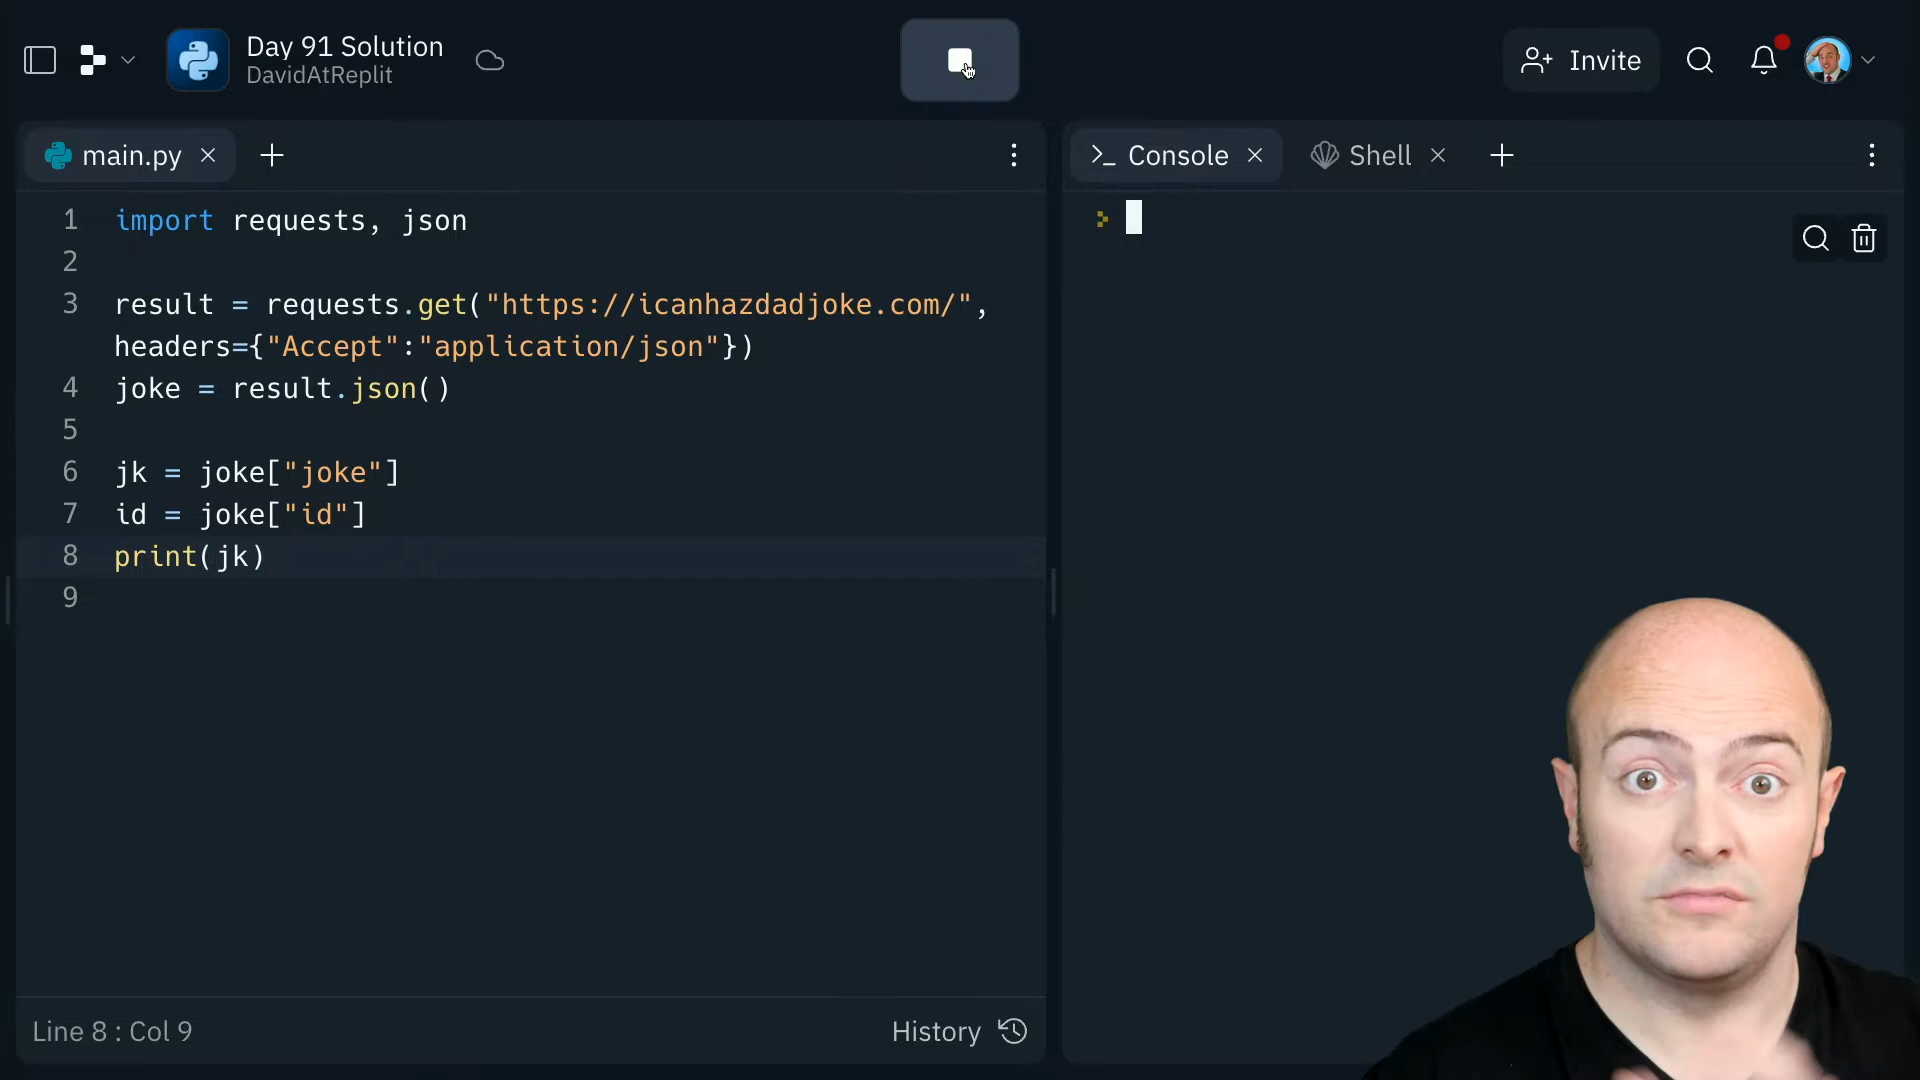 Day 91 Solution
DavidAtReplit
Invite
main.py
Console
Shell
1 import requests, json
2
3 result = requests.get("https://icanhazdadjoke.com/",
headers={"Accept":"application/json"})
4 joke = result.json()
5
6 jk = joke["joke"]
7 id = joke["id"]
8 print(jk)
9
Line 8 : Col 9
History